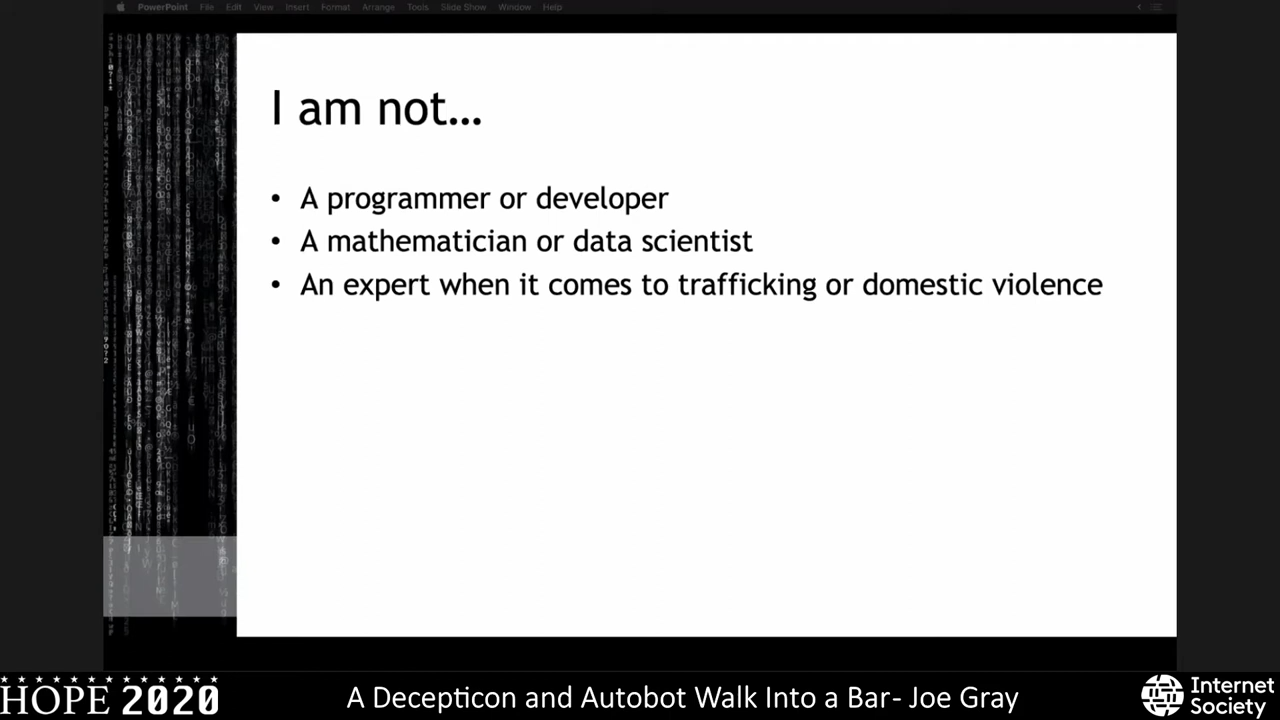 PowerPoint File Edit View Insert Format Arrange Tools Slide Show Window Help
I am not…
• A programmer or developer
• A mathematician or data scientist
• An expert when it comes to trafficking or domestic violence
HOPE 2020
A Decepticon and Autobot Walk Into a Bar- Joe Gray
Internet
Society